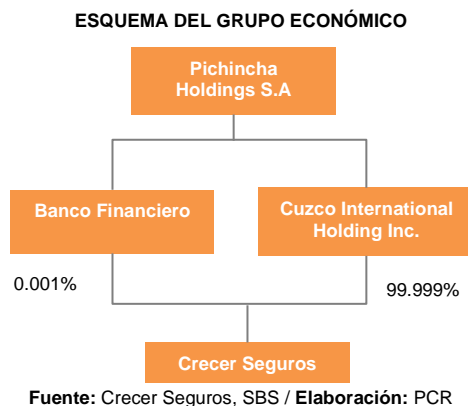 ESQUEMA DEL GRUPO ECONÓMICO
Pichincha
Holdings S.A
Banco Financiero
Cuzco International
Holding Inc.
0.001%
99.999%
Crecer Seguros
Fuente: Crecer Seguros, SBS / Elaboración: PCR